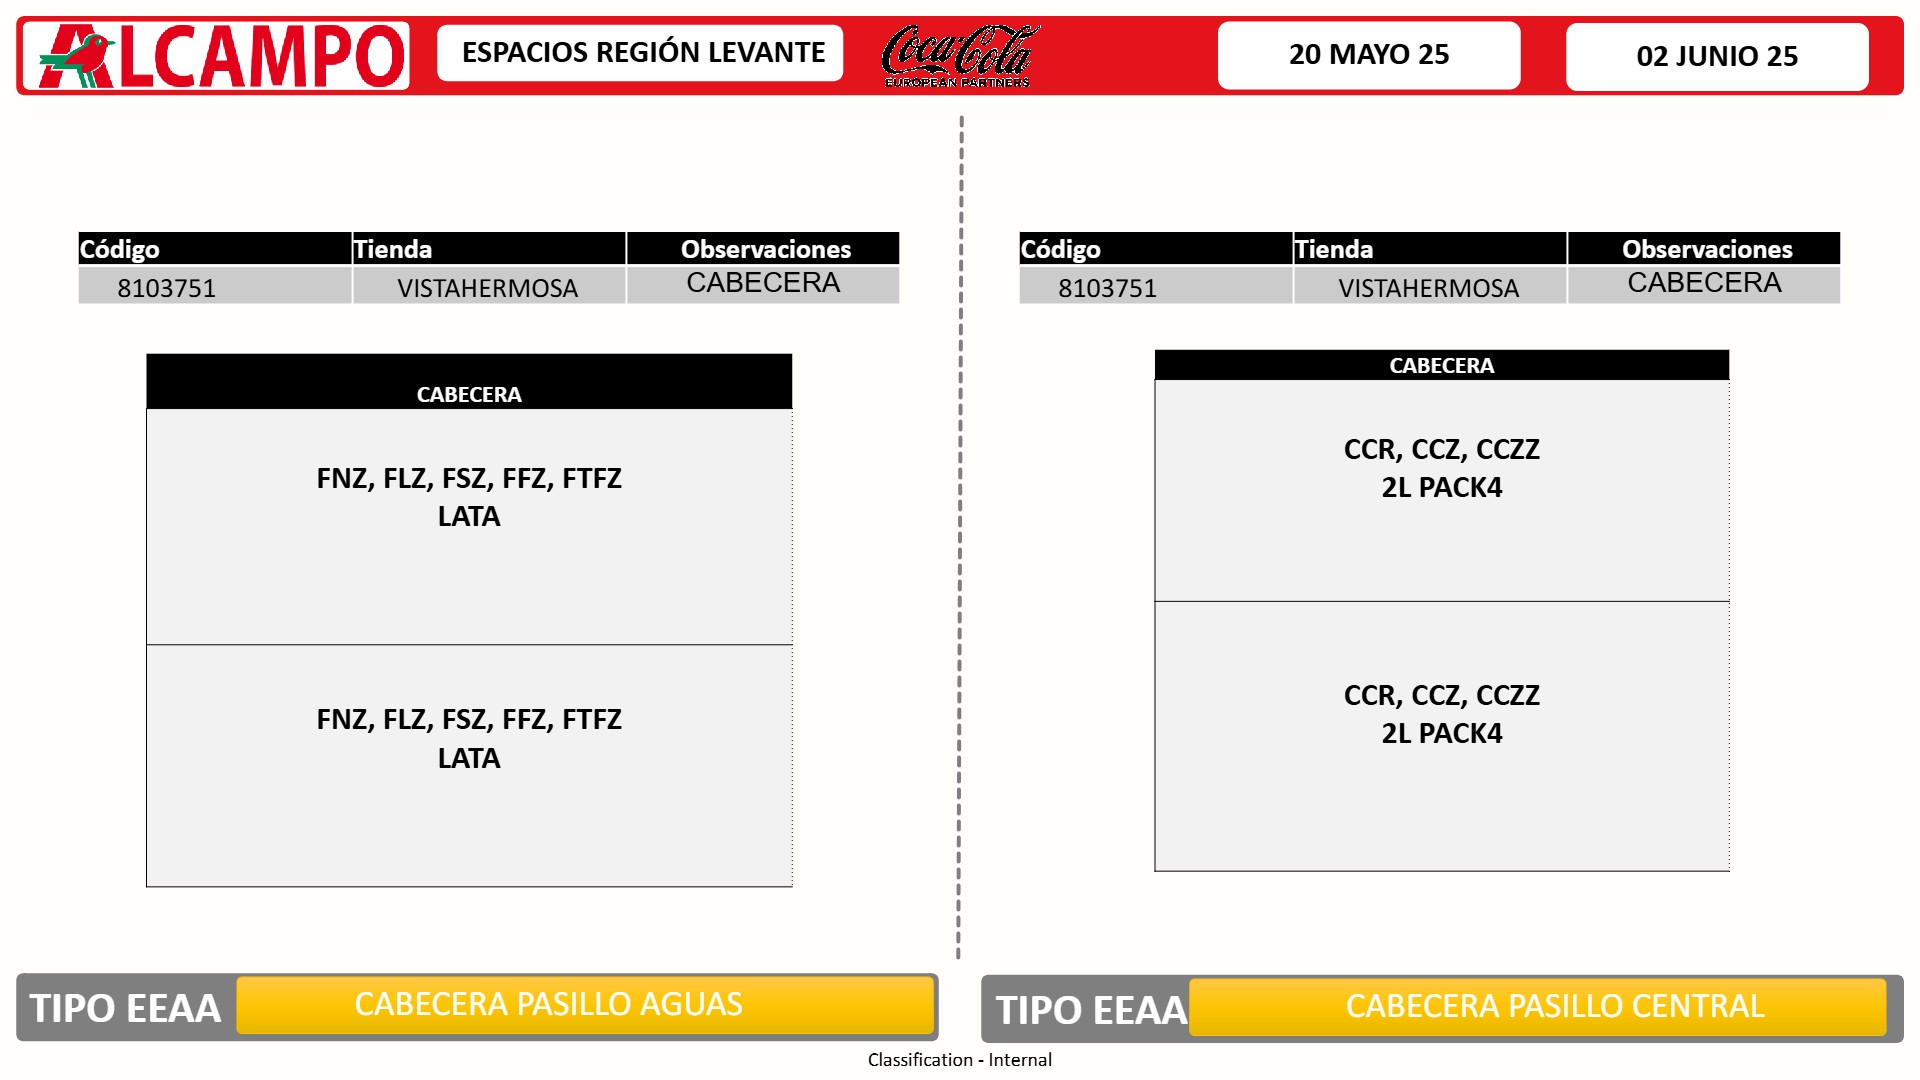 ALCAMPO
ESPACIOS REGIÓN LEVANTE
Coca-Cola
EUROPEAN PARTNERS
20 MAYO 25
02 JUNIO 25
Código Tienda Observaciones
8103751 VISTAHERMOSA CABECERA
CABECERA
FNZ, FLZ, FSZ, FFZ, FTFZ
LATA
FNZ, FLZ, FSZ, FFZ, FTFZ
LATA
TIPO EEAA CABECERA PASILLO AGUAS
Código Tienda Observaciones
8103751 VISTAHERMOSA CABECERA
CABECERA
CCR, CCZ, CCZZ
2L PACK4
CCR, CCZ, CCZZ
2L PACK4
TIPO EEAA CABECERA PASILLO CENTRAL
Classification - Internal